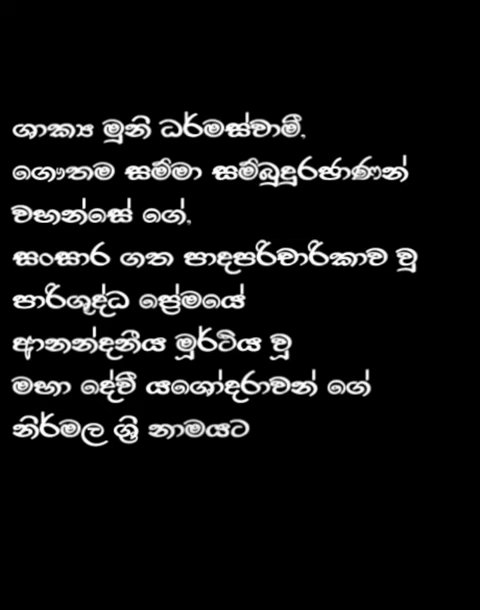 ශාක්‍ය මුනි ධර්මස්වාමී,
ගෞතම සම්මා සම්බුදුරජාණන්
වහන්සේ ගේ,
සංසාර ගත පාදපරිචාරිකාව වූ
පාරිශුද්ධ ප්‍රේමයේ
ආනන්දනීය මූර්ටිය වූ
මහා දේවී යශෝදරාවන් ගේ
නිර්මල ශ්‍රි නාමයට